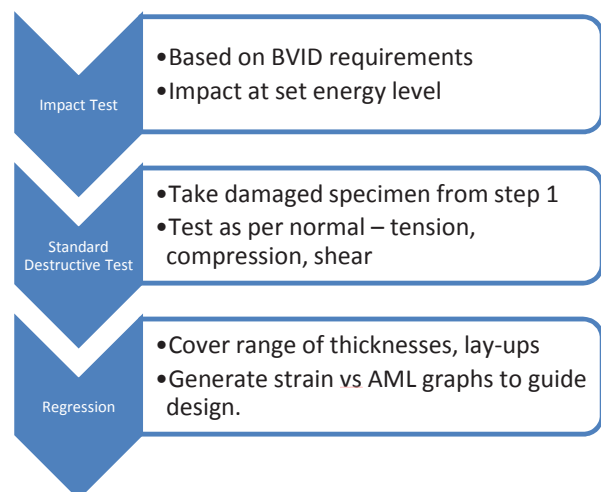 Impact Test
•Based on BVID requirements
•Impact at set energy level
Standard
Destructive Test
•Take damaged specimen from step 1
•Test as per normal – tension,
compression, shear
Regression
•Cover range of thicknesses, lay-ups
•Generate strain vs AML graphs to guide
design.